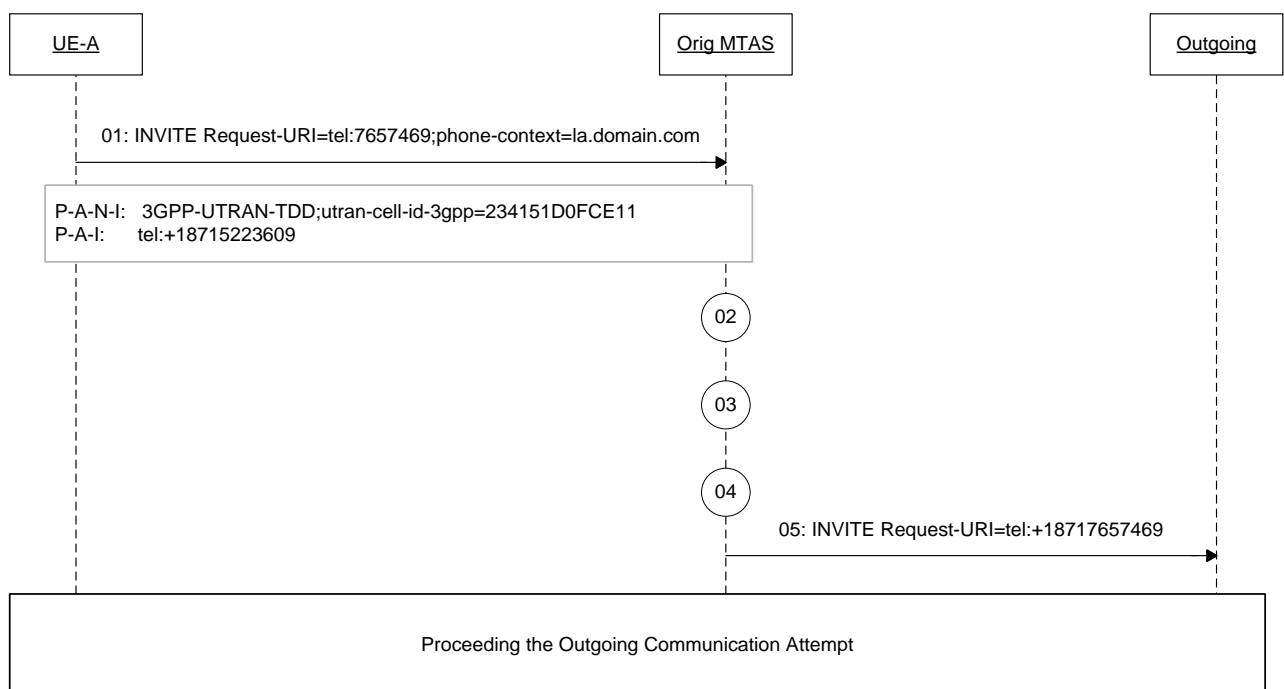 UE-A
Orig MTAS
Outgoing
01: INVITE Request-URI=tel:7657469;phone-context=la.domain.com
P-A-N-I: 3GPP-UTRAN-TDD;utran-cell-id-3gpp=234151D0FCE11
P-A-I: tel:+18715223609
02
03
04
05: INVITE Request-URI=tel:+18717657469
Proceeding the Outgoing Communication Attempt